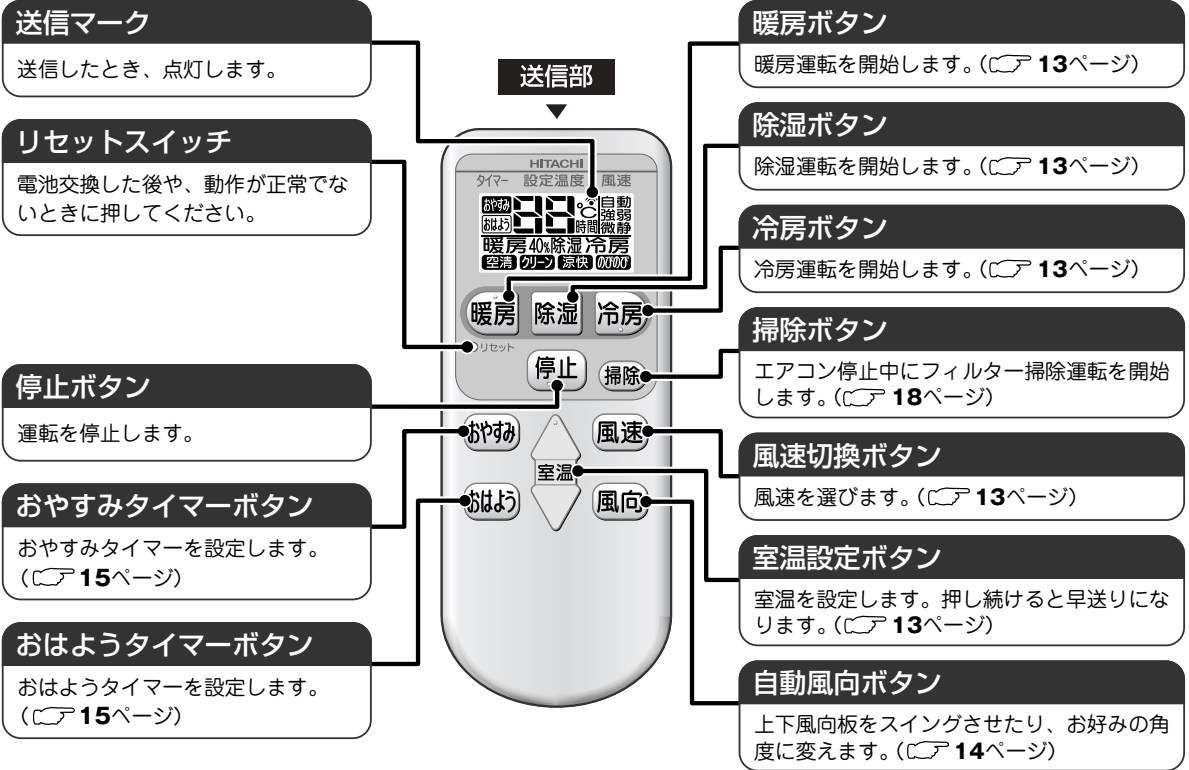 送信マーク
送信したとき、点灯します。
リセットスイッチ
電池交換した後や、動作が正常でな
いときに押してください。
停止ボタン
運転を停止します。
おやすみタイマーボタン
おやすみタイマーを設定します。
（ 15ページ）
おはようタイマーボタン
おはようタイマーを設定します。
（ 15ページ）
送信部
HITACHI
タイマー 設定温度 風速
おやすみ 88℃ 自動
強弱
おはよう 時間 微静
暖房 40%除湿 冷房
空清 クリーン 涼快 のびのび
暖房 除湿 冷房
リセット
停止 掃除
おやすみ 風速
室温
おはよう 風向
暖房ボタン
暖房運転を開始します。（ 13ページ）
除湿ボタン
除湿運転を開始します。（ 13ページ）
冷房ボタン
冷房運転を開始します。（ 13ページ）
掃除ボタン
エアコン停止中にフィルター掃除運転を開始
します。（ 18ページ）
風速切換ボタン
風速を選びます。（ 13ページ）
室温設定ボタン
室温を設定します。押し続けると早送りにな
ります。（ 13ページ）
自動風向ボタン
上下風向板をスイングさせたり、お好みの角
度に変えます。（ 14ページ）